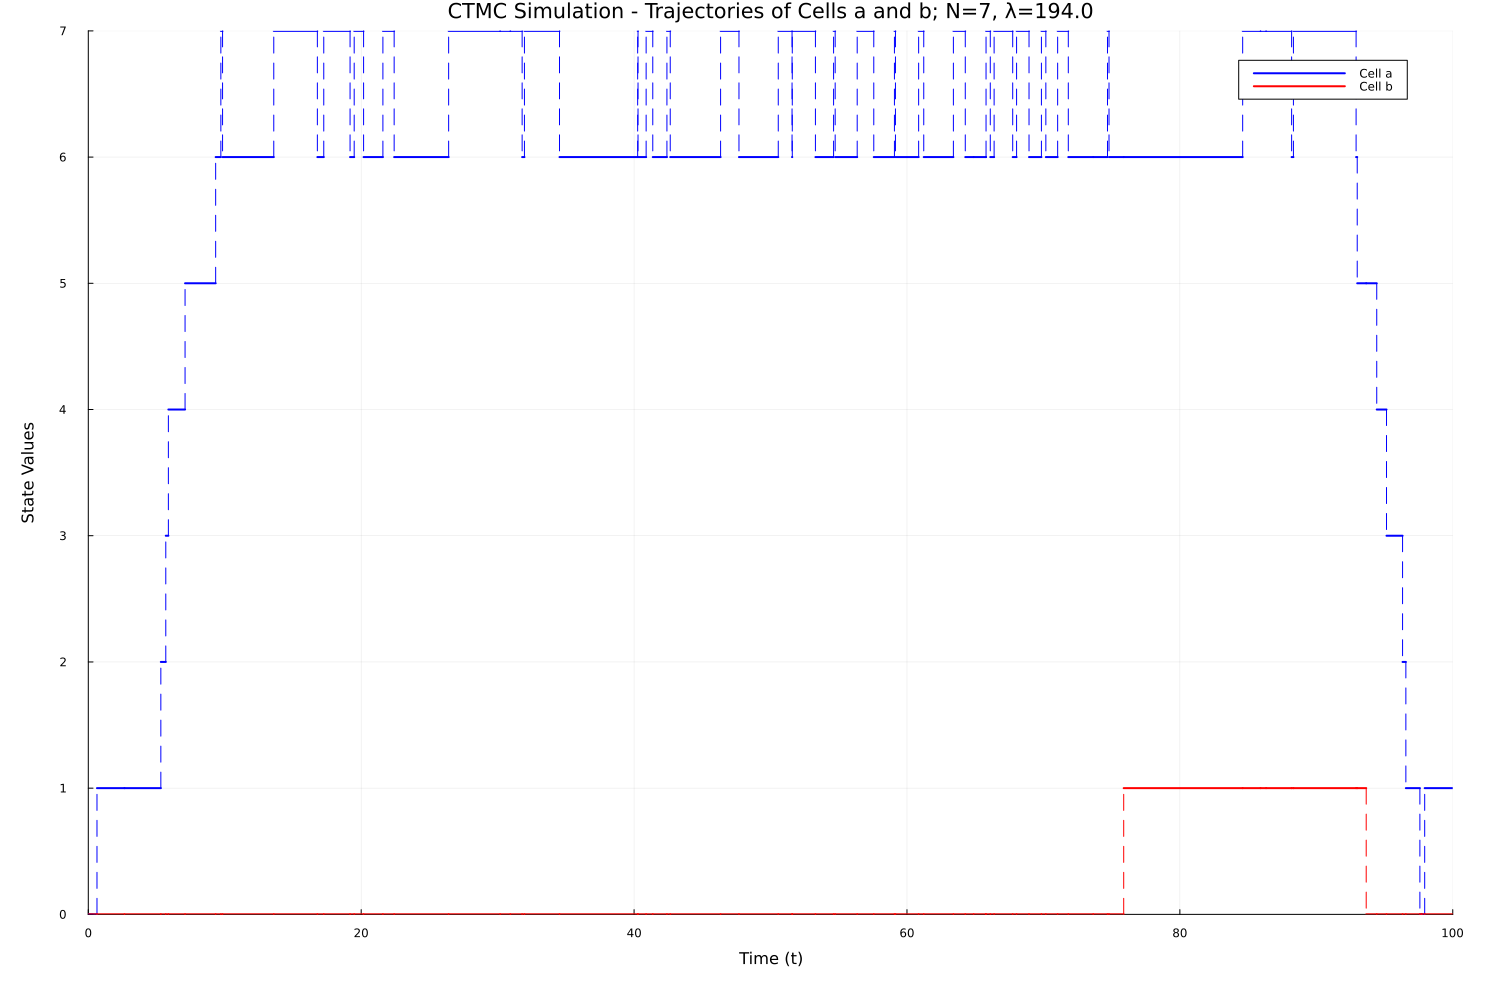 CTMC Simulation - Trajectories of Cells a and b; N=7, λ=194.0
7
Cell a
Cell b
6
5
4
State Values
3
2
1
0
0 20 40 60 80 100
Time (t)